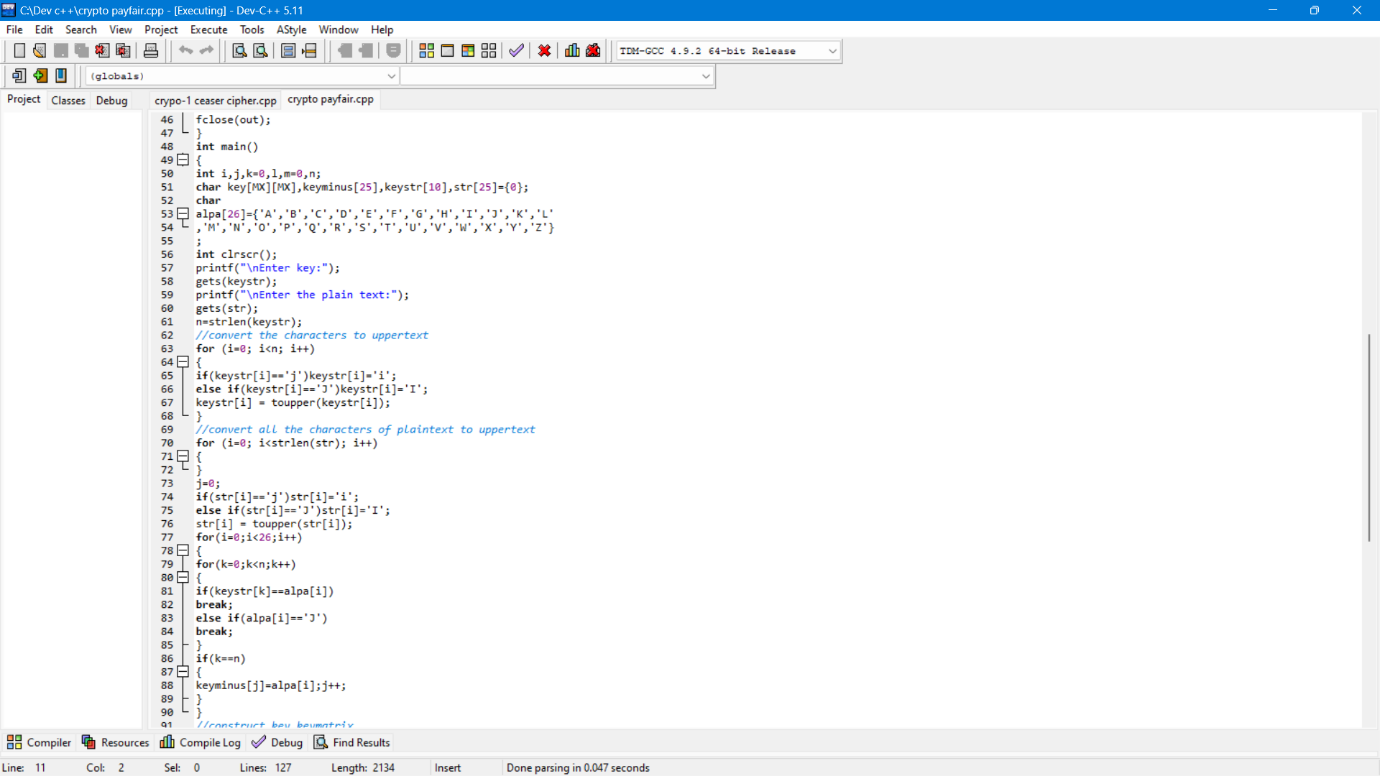 C:\Dev c++\crypto payfair.cpp - [Executing] - Dev-C++ 5.11
File Edit Search View Project Execute Tools AStyle Window Help
TDM-GCC 4.9.2 64-bit Release
(globals)
Project Classes Debug crypo-1 ceaser cipher.cpp crypto payfair.cpp
46 fclose(out);
47 }
48 int main()
49 {
50 int i,j,k=0,l,m=0,n;
51 char key[MX][MX],keyminus[25],keystr[10],str[25]={0};
52 char
53 alpa[26]={'A','B','C','D','E','F','G','H','I','J','K','L'
54 ,'M','N','O','P','Q','R','S','T','U','V','W','X','Y','Z'}
55 ;
56 int clrscr();
57 printf("\nEnter key:");
58 gets(keystr);
59 printf("\nEnter the plain text:");
60 gets(str);
61 n=strlen(keystr);
62 //convert the characters to uppertext
63 for (i=0; i<n; i++)
64 {
65 if(keystr[i]=='j')keystr[i]='i';
66 else if(keystr[i]=='J')keystr[i]='I';
67 keystr[i] = toupper(keystr[i]);
68 }
69 //convert all the characters of plaintext to uppertext
70 for (i=0; i<strlen(str); i++)
71 {
72 }
73 j=0;
74 if(str[i]=='j')str[i]='i';
75 else if(str[i]=='J')str[i]='I';
76 str[i] = toupper(str[i]);
77 for(i=0;i<26;i++)
78 {
79 for(k=0;k<n;k++)
80 {
81 if(keystr[k]==alpa[i])
82 break;
83 else if(alpa[i]=='J')
84 break;
85 }
86 if(k==n)
87 {
88 keyminus[j]=alpa[i];j++;
89 }
90 }
91 //construct key keymatrix
Compiler Resources Compile Log Debug Find Results
Line: 11 Col: 2 Sel: 0 Lines: 127 Length: 2134 Insert Done parsing in 0.047 seconds